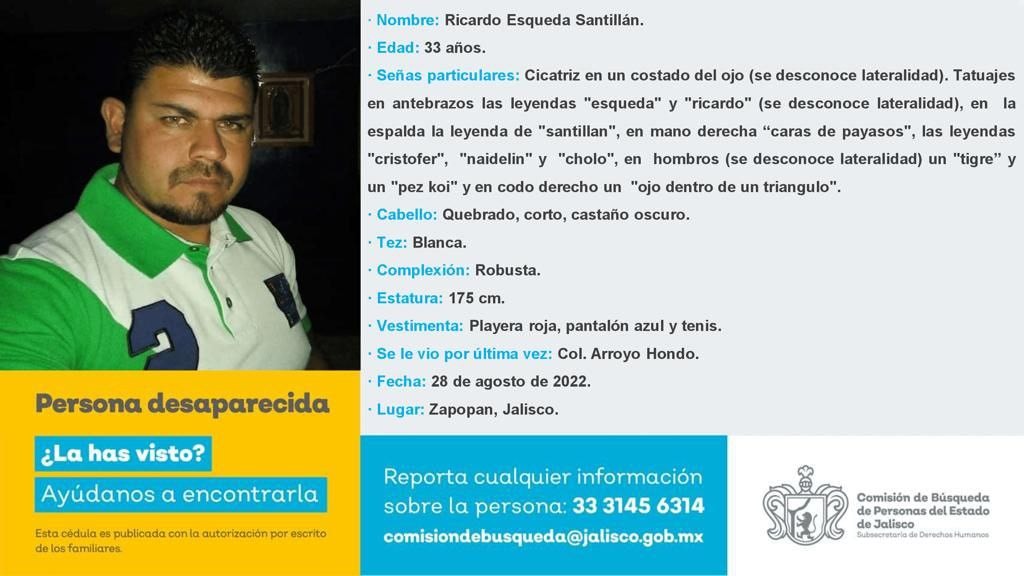 · Nombre: Ricardo Esqueda Santillán.
· Edad: 33 años.
· Señas particulares: Cicatriz en un costado del ojo (se desconoce lateralidad). Tatuajes
en antebrazos las leyendas "esqueda" y "ricardo" (se desconoce lateralidad), en la
espalda la leyenda de "santillan", en mano derecha “caras de payasos", las leyendas
"cristofer", "naidelin" y "cholo", en hombros (se desconoce lateralidad) un "tigre” y
un "pez koi" y en codo derecho un "ojo dentro de un triangulo".
· Cabello: Quebrado, corto, castaño oscuro.
· Tez: Blanca.
· Complexión: Robusta.
· Estatura: 175 cm.
· Vestimenta: Playera roja, pantalón azul y tenis.
· Se le vio por última vez: Col. Arroyo Hondo.
· Fecha: 28 de agosto de 2022.
· Lugar: Zapopan, Jalisco.
2
Persona desaparecida
¿La has visto?
Ayúdanos a encontrarla
Esta cédula es publicada con la autorización por escrito
de los familiares.
Reporta cualquier información
sobre la persona: 33 3145 6314
comisiondebusqueda@jalisco.gob.mx
Comisión de Búsqueda
de Personas del Estado
de Jalisco
Subsecretaría de Derechos Humanos